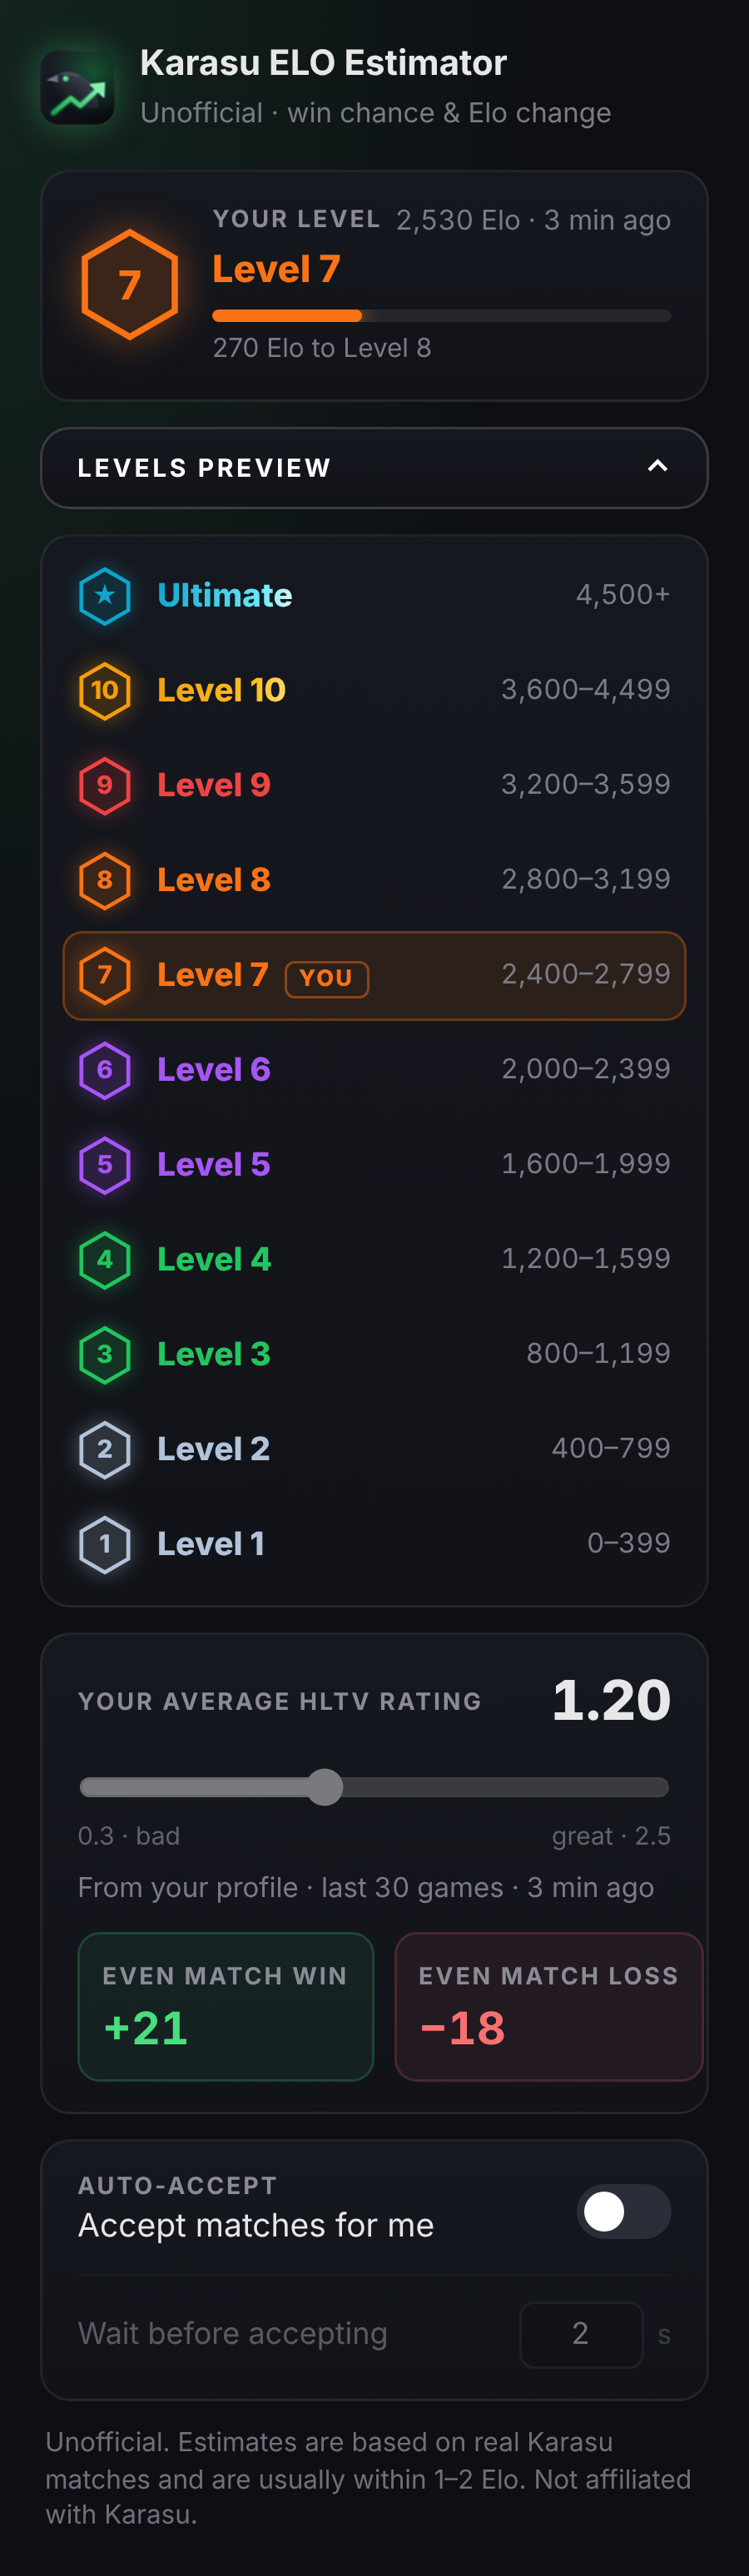 Karasu ELO Estimator
Unofficial · win chance & Elo change
YOUR LEVEL 2,530 Elo · 3 min ago
7
Level 7
270 Elo to Level 8
LEVELS PREVIEW
★ Ultimate 4,500+
10 Level 10 3,600–4,499
9 Level 9 3,200–3,599
8 Level 8 2,800–3,199
7 Level 7 YOU 2,400–2,799
6 Level 6 2,000–2,399
5 Level 5 1,600–1,999
4 Level 4 1,200–1,599
3 Level 3 800–1,199
2 Level 2 400–799
1 Level 1 0–399
YOUR AVERAGE HLTV RATING 1.20
0.3 · bad great · 2.5
From your profile · last 30 games · 3 min ago
EVEN MATCH WIN EVEN MATCH LOSS
+21 −18
AUTO-ACCEPT
Accept matches for me
Wait before accepting 2 s
Unofficial. Estimates are based on real Karasu
matches and are usually within 1–2 Elo. Not affiliated
with Karasu.